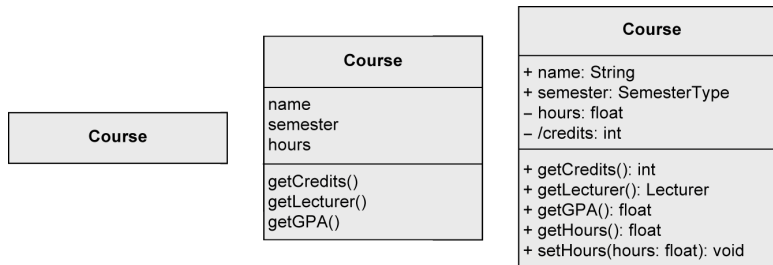 Course
Course
name
semester
hours
getCredits()
getLecturer()
getGPA()
Course
+ name: String
+ semester: SemesterType
– hours: float
– /credits: int
+ getCredits(): int
+ getLecturer(): Lecturer
+ getGPA(): float
+ getHours(): float
+ setHours(hours: float): void